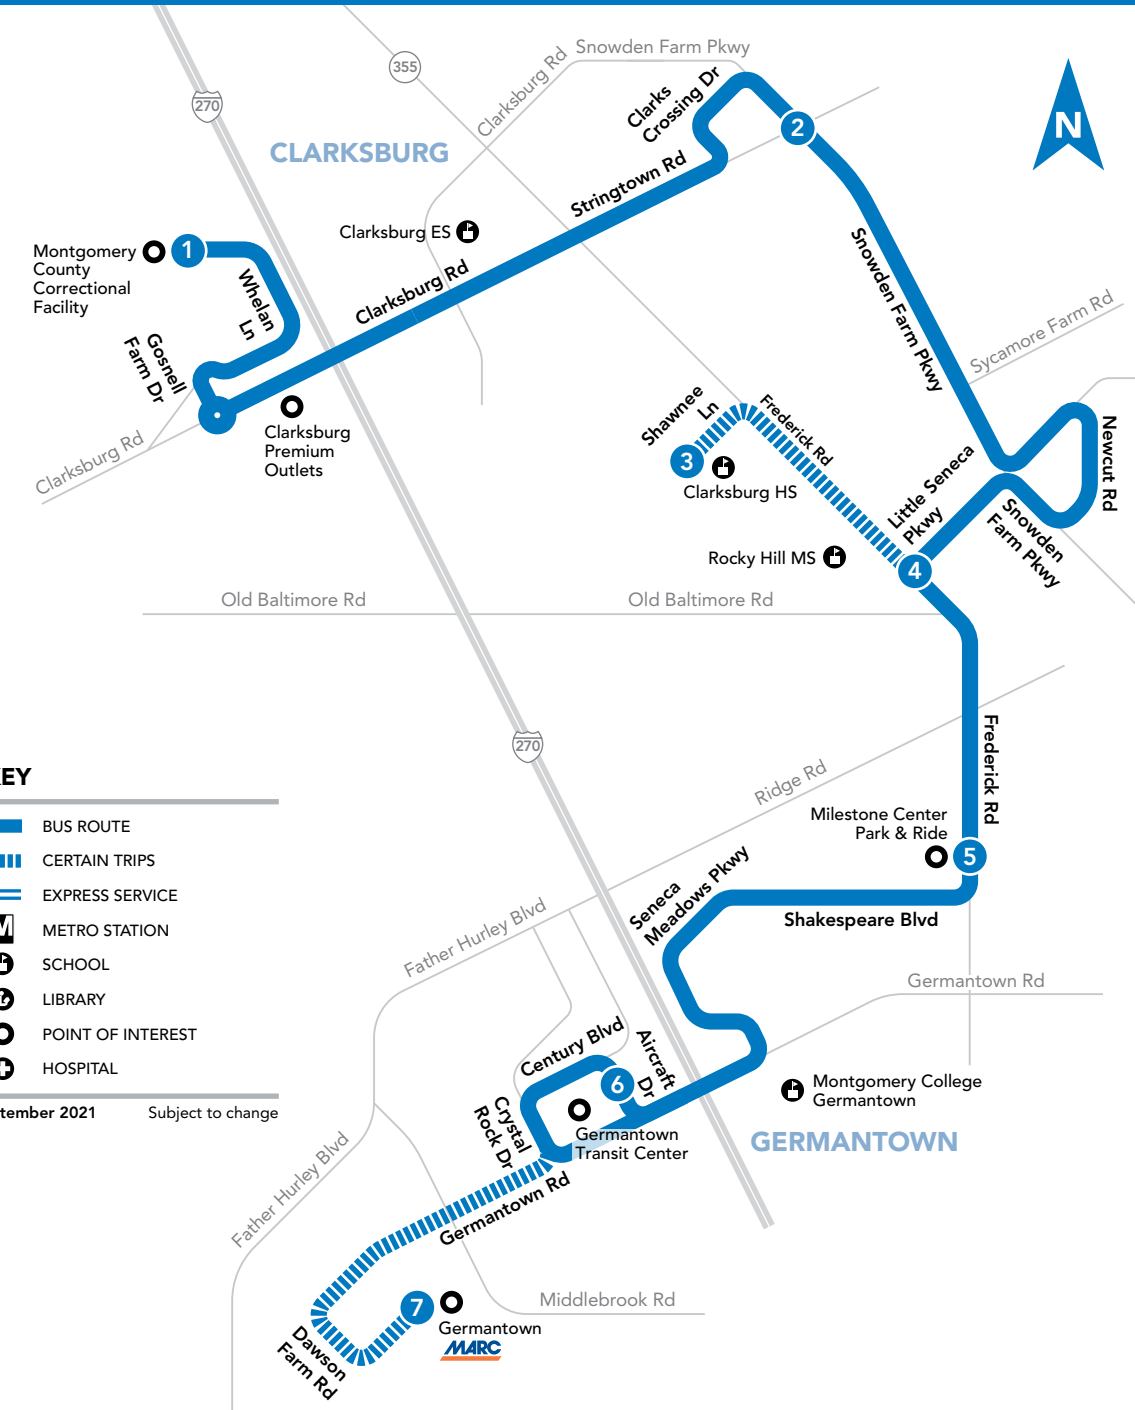 Snowden Farm Pkwy
355
Clarksburg Rd
Clarks
Crossing Dr
270
2
N
CLARKSBURG
Stringtown Rd
Clarksburg ES
Montgomery
County
Correctional
Facility
1
Whelan
Ln
Clarksburg Rd
Snowden Farm Pkwy
Sycamore Farm Rd
Gosnell
Farm Dr
Clarksburg
Premium
Outlets
Clarksburg Rd
Shawnee
Ln
Frederick Rd
3
Clarksburg HS
Little Seneca
Pkwy
Newcut Rd
Snowden
Farm Pkwy
Rocky Hill MS
4
Old Baltimore Rd
Old Baltimore Rd
270
Frederick Rd
Ridge Rd
Milestone Center
Park & Ride
5
EY
BUS ROUTE
CERTAIN TRIPS
EXPRESS SERVICE
M
METRO STATION
SCHOOL
LIBRARY
POINT OF INTEREST
HOSPITAL
tember 2021
Subject to change
Seneca
Meadows Pkwy
Shakespeare Blvd
Father Hurley Blvd
Germantown Rd
Century Blvd
Aircraft
Dr
6
Crystal
Rock Dr
Germantown
Transit Center
Montgomery College
Germantown
GERMANTOWN
Father Hurley Blvd
Germantown Rd
7
Germantown
MARC
Middlebrook Rd
Dawson
Farm Rd